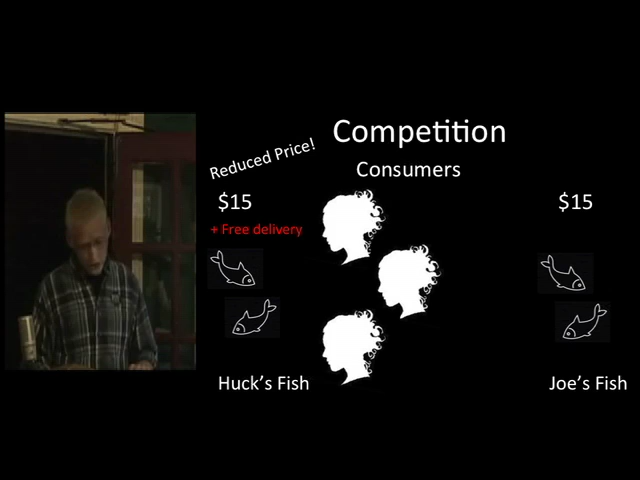 Competition
Reduced Price!
Consumers
$15
$15
+ Free delivery
Huck's Fish
Joe's Fish